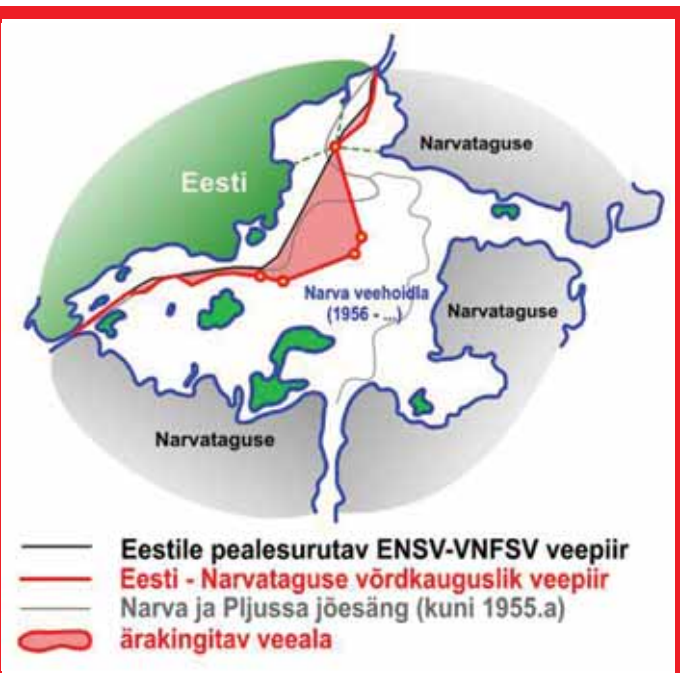 Narvataguse
Eesti
Narva veehoidla
(1956 - ...)
Narvataguse
Narvataguse
Eestile pealesurutav ENSV-VNFSV veepiir
Eesti - Narvataguse võrdkauguslik veepiir
Narva ja Pljussa jõesäng (kuni 1955.a)
ärakingitav veeala